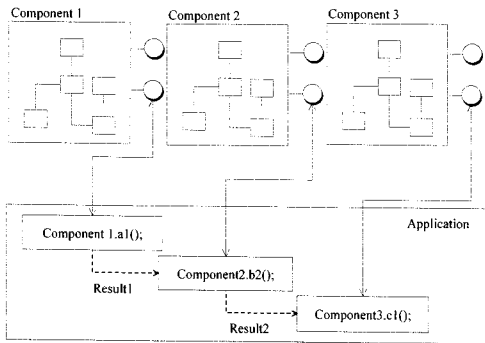 Component 1
Component 2
Component 3
Application
Component 1.a1();
Result1
Component2.b2();
Result2
Component3.c1();